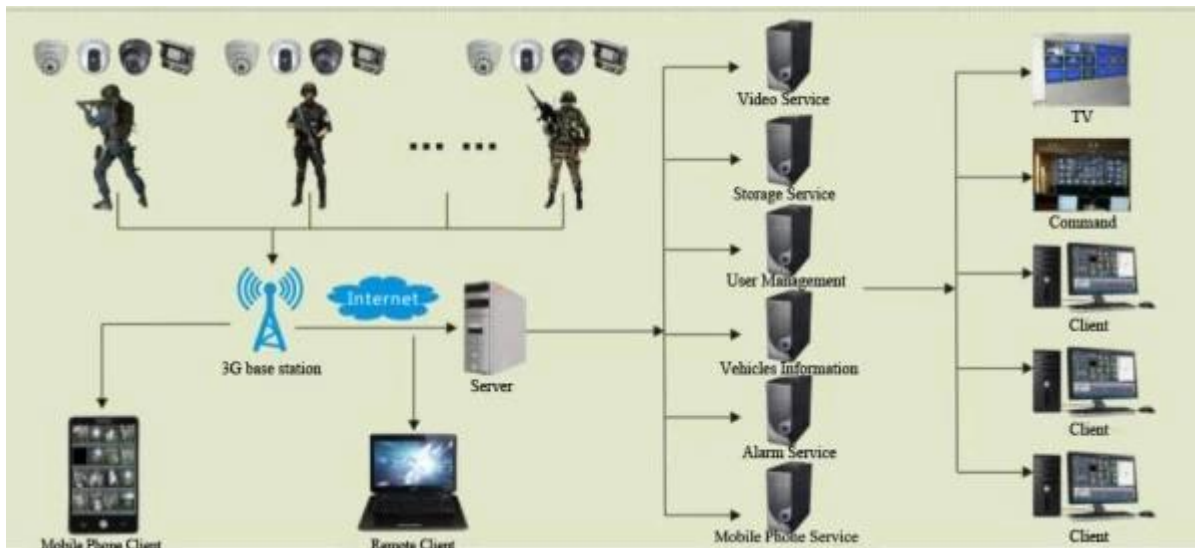 Video Service
TV
Storage Service
Command
Internet
User Management
3G base station
Server
Vehicles Information
Client
Client
Alarm Service
Mobile Phone Client
Remote Client
Mobile Phone Service
Client